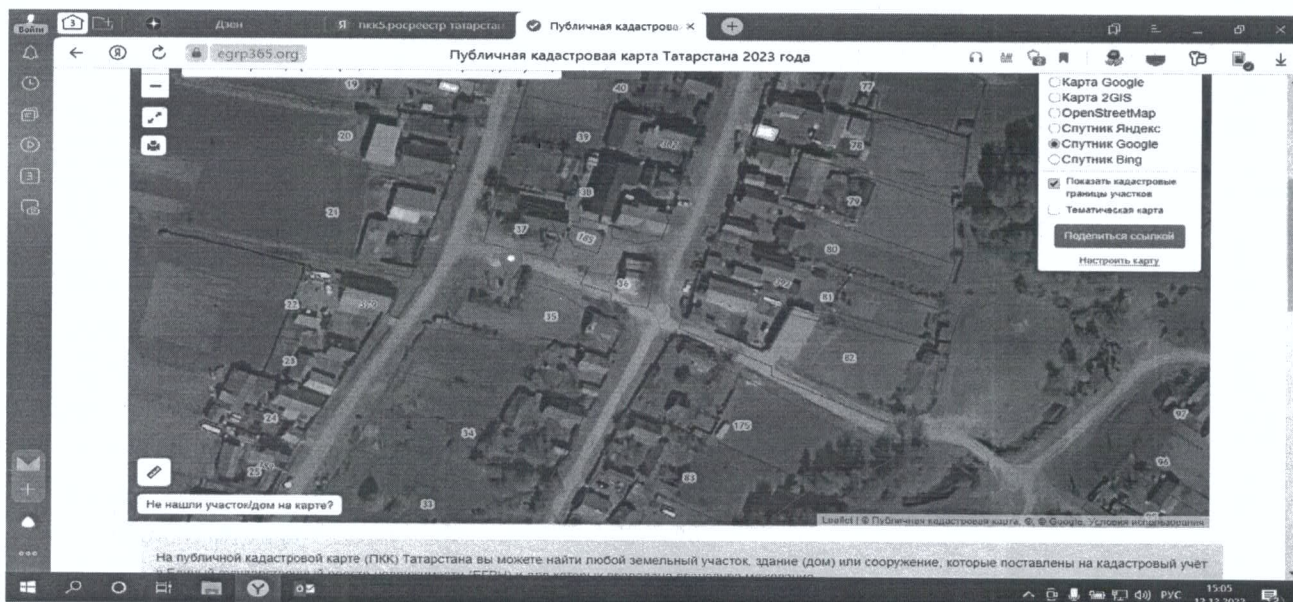 Войти
3
Дзен
Я пкк5.росреестр татарстан
Публичная кадастрова
egrp365.org
Публичная кадастровая карта Татарстана 2023 года
Карта Google
Карта 2GIS
OpenStreetMap
Спутник Яндекс
Спутник Google
Спутник Bing
Показать кадастровые
границы участков
Тематическая карта
Поделиться ссылкой
Настроить карту
19
40
77
20
39
78
38
79
21
37
185
80
36
81
22
379
35
82
23
24
34
175
97
25
83
96
33
Не нашли участок/дом на карте?
Leaflet | © Публичная кадастровая карта, ©, © Google, Условия использования
На публичной кадастровой карте (ПКК) Татарстана вы можете найти любой земельный участок, здание (дом) или сооружение, которые поставлены на кадастровый учёт
РУС
15:05